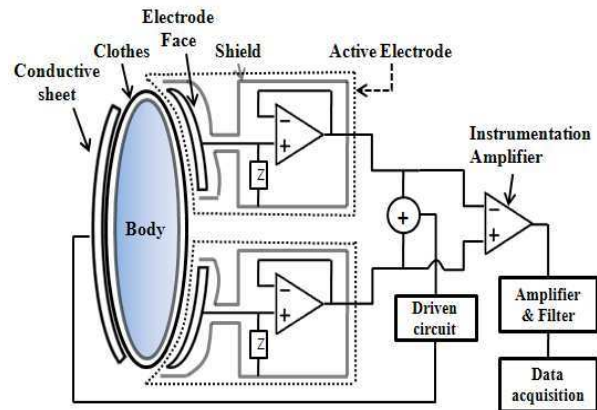 Electrode
Face
Clothes
Shield
Active Electrode
Conductive
sheet
Instrumentation
Amplifier
Z
Body
Z
Driven
circuit
Amplifier
& Filter
Data
acquisition